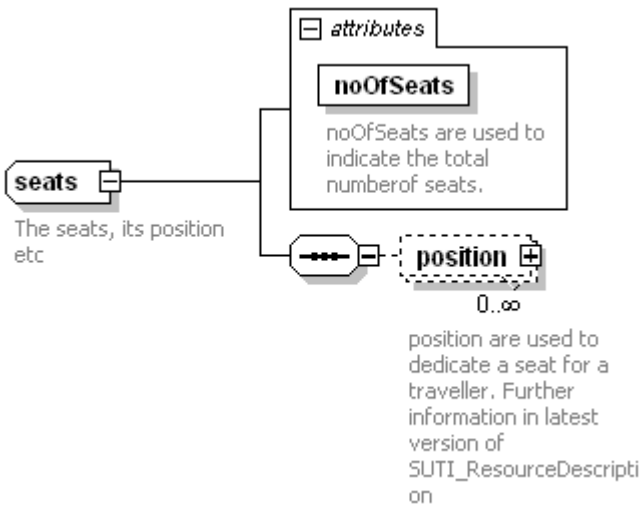 attributes
noOfSeats
noOfSeats are used to
indicate the total
numberof seats.
seats
The seats, its position
etc
position
0..∞
position are used to
dedicate a seat for a
traveller. Further
information in latest
version of
SUTI_ResourceDescripti
on